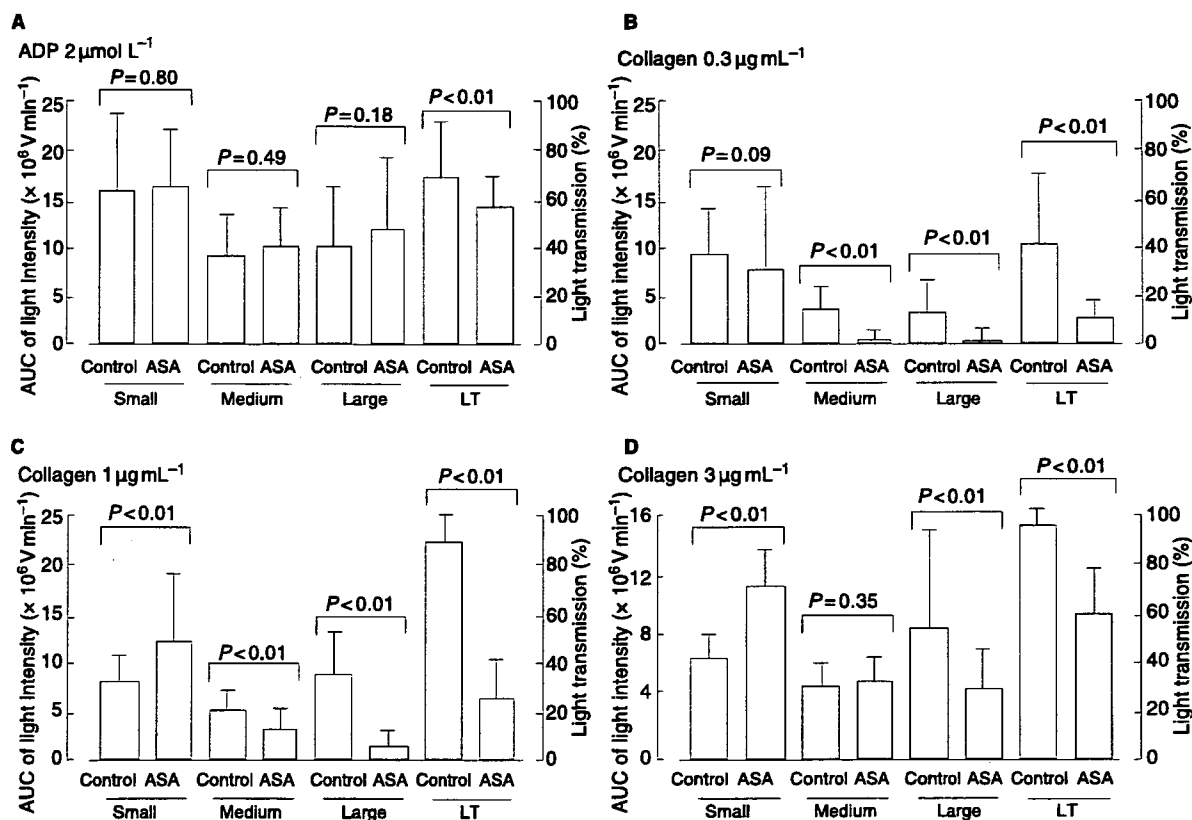 A
ADP 2 μmol L⁻¹
P=0.80
P=0.49
P=0.18
P<0.01
AUC of light intensity (× 10⁶ V min⁻¹)
25
20
15
10
5
0
Light transmission (%)
100
80
60
40
20
0
Control ASA Control ASA Control ASA Control ASA
Small Medium Large LT
B
Collagen 0.3 μg mL⁻¹
P=0.09
P<0.01
P<0.01
P<0.01
AUC of light intensity (× 10⁶ V min⁻¹)
25
20
15
10
5
0
Light transmission (%)
100
80
60
40
20
0
Control ASA Control ASA Control ASA Control ASA
Small Medium Large LT
C
Collagen 1 μg mL⁻¹
P<0.01
P<0.01
P<0.01
P<0.01
AUC of light intensity (× 10⁶ V min⁻¹)
25
20
15
10
5
0
Light transmission (%)
100
80
60
40
20
0
Control ASA Control ASA Control ASA Control ASA
Small Medium Large LT
D
Collagen 3 μg mL⁻¹
P<0.01
P=0.35
P<0.01
P<0.01
AUC of light intensity (× 10⁶ V min⁻¹)
16
12
8
4
0
Light transmission (%)
100
80
60
40
20
0
Control ASA Control ASA Control ASA Control ASA
Small Medium Large LT